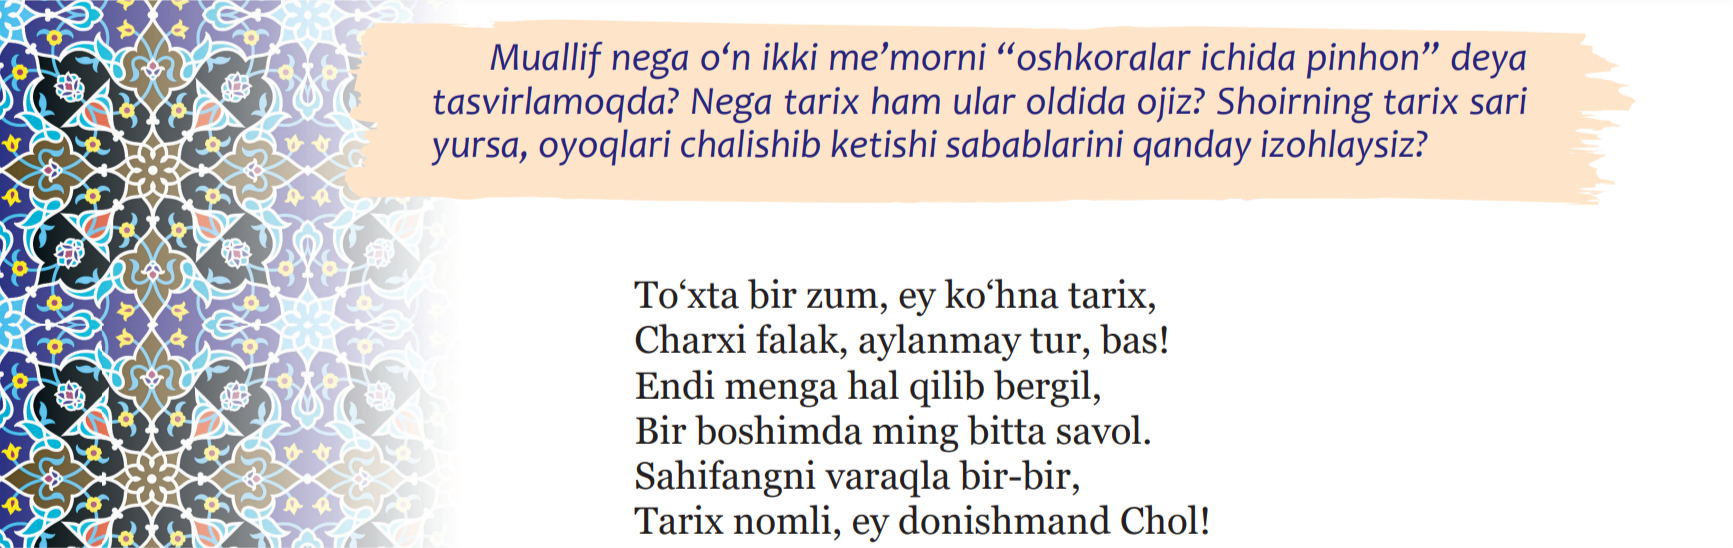 Muallif nega o‘n ikki me’morni “oshkoralar ichida pinhon” deya
tasvirlamoqda? Nega tarix ham ular oldida ojiz? Shoirning tarix sari
yursa, oyoqlari chalishib ketishi sabablarini qanday izohlaysiz?
To‘xta bir zum, ey ko‘hna tarix,
Charxi falak, aylanmay tur, bas!
Endi menga hal qilib bergil,
Bir boshimda ming bitta savol.
Sahifangni varaqla bir-bir,
Tarix nomli, ey donishmand Chol!